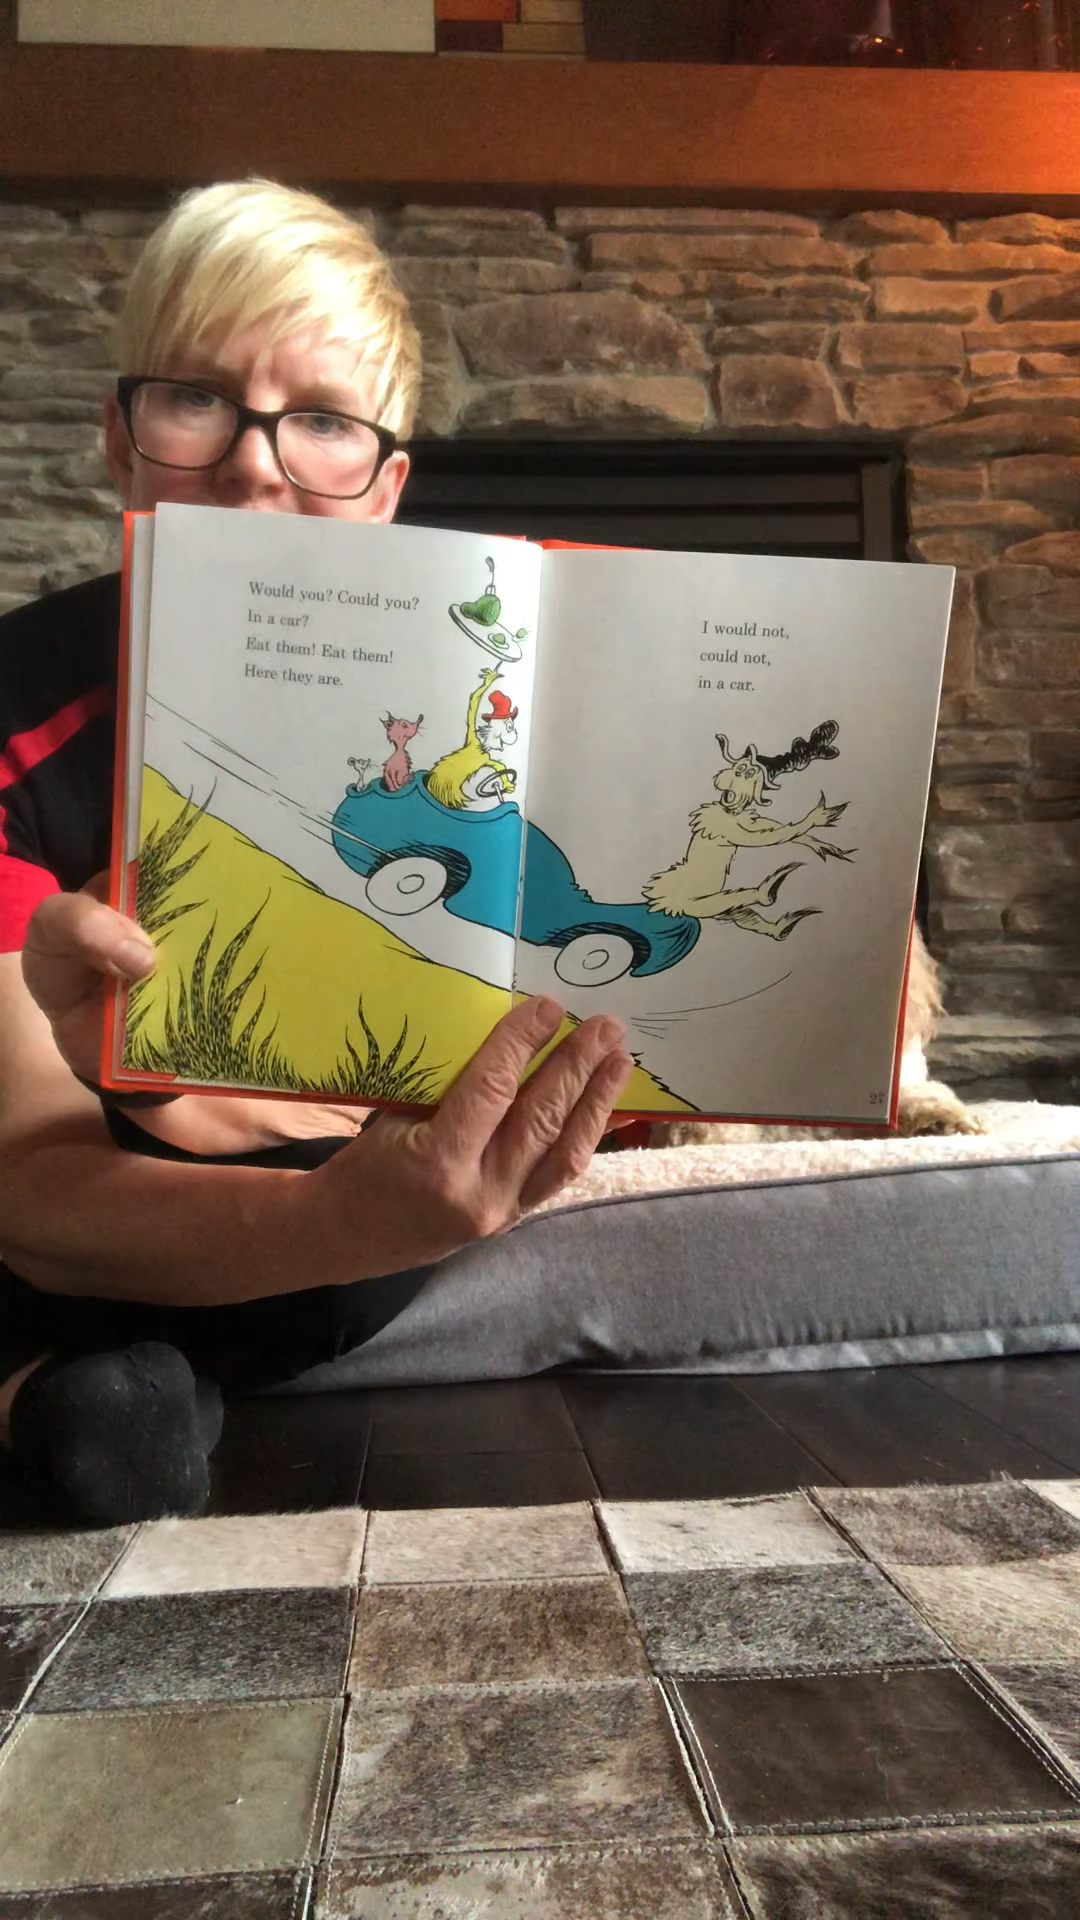 Would you? Could you?
In a car?
Eat them! Eat them!
Here they are.
I would not,
could not,
in a car.
27